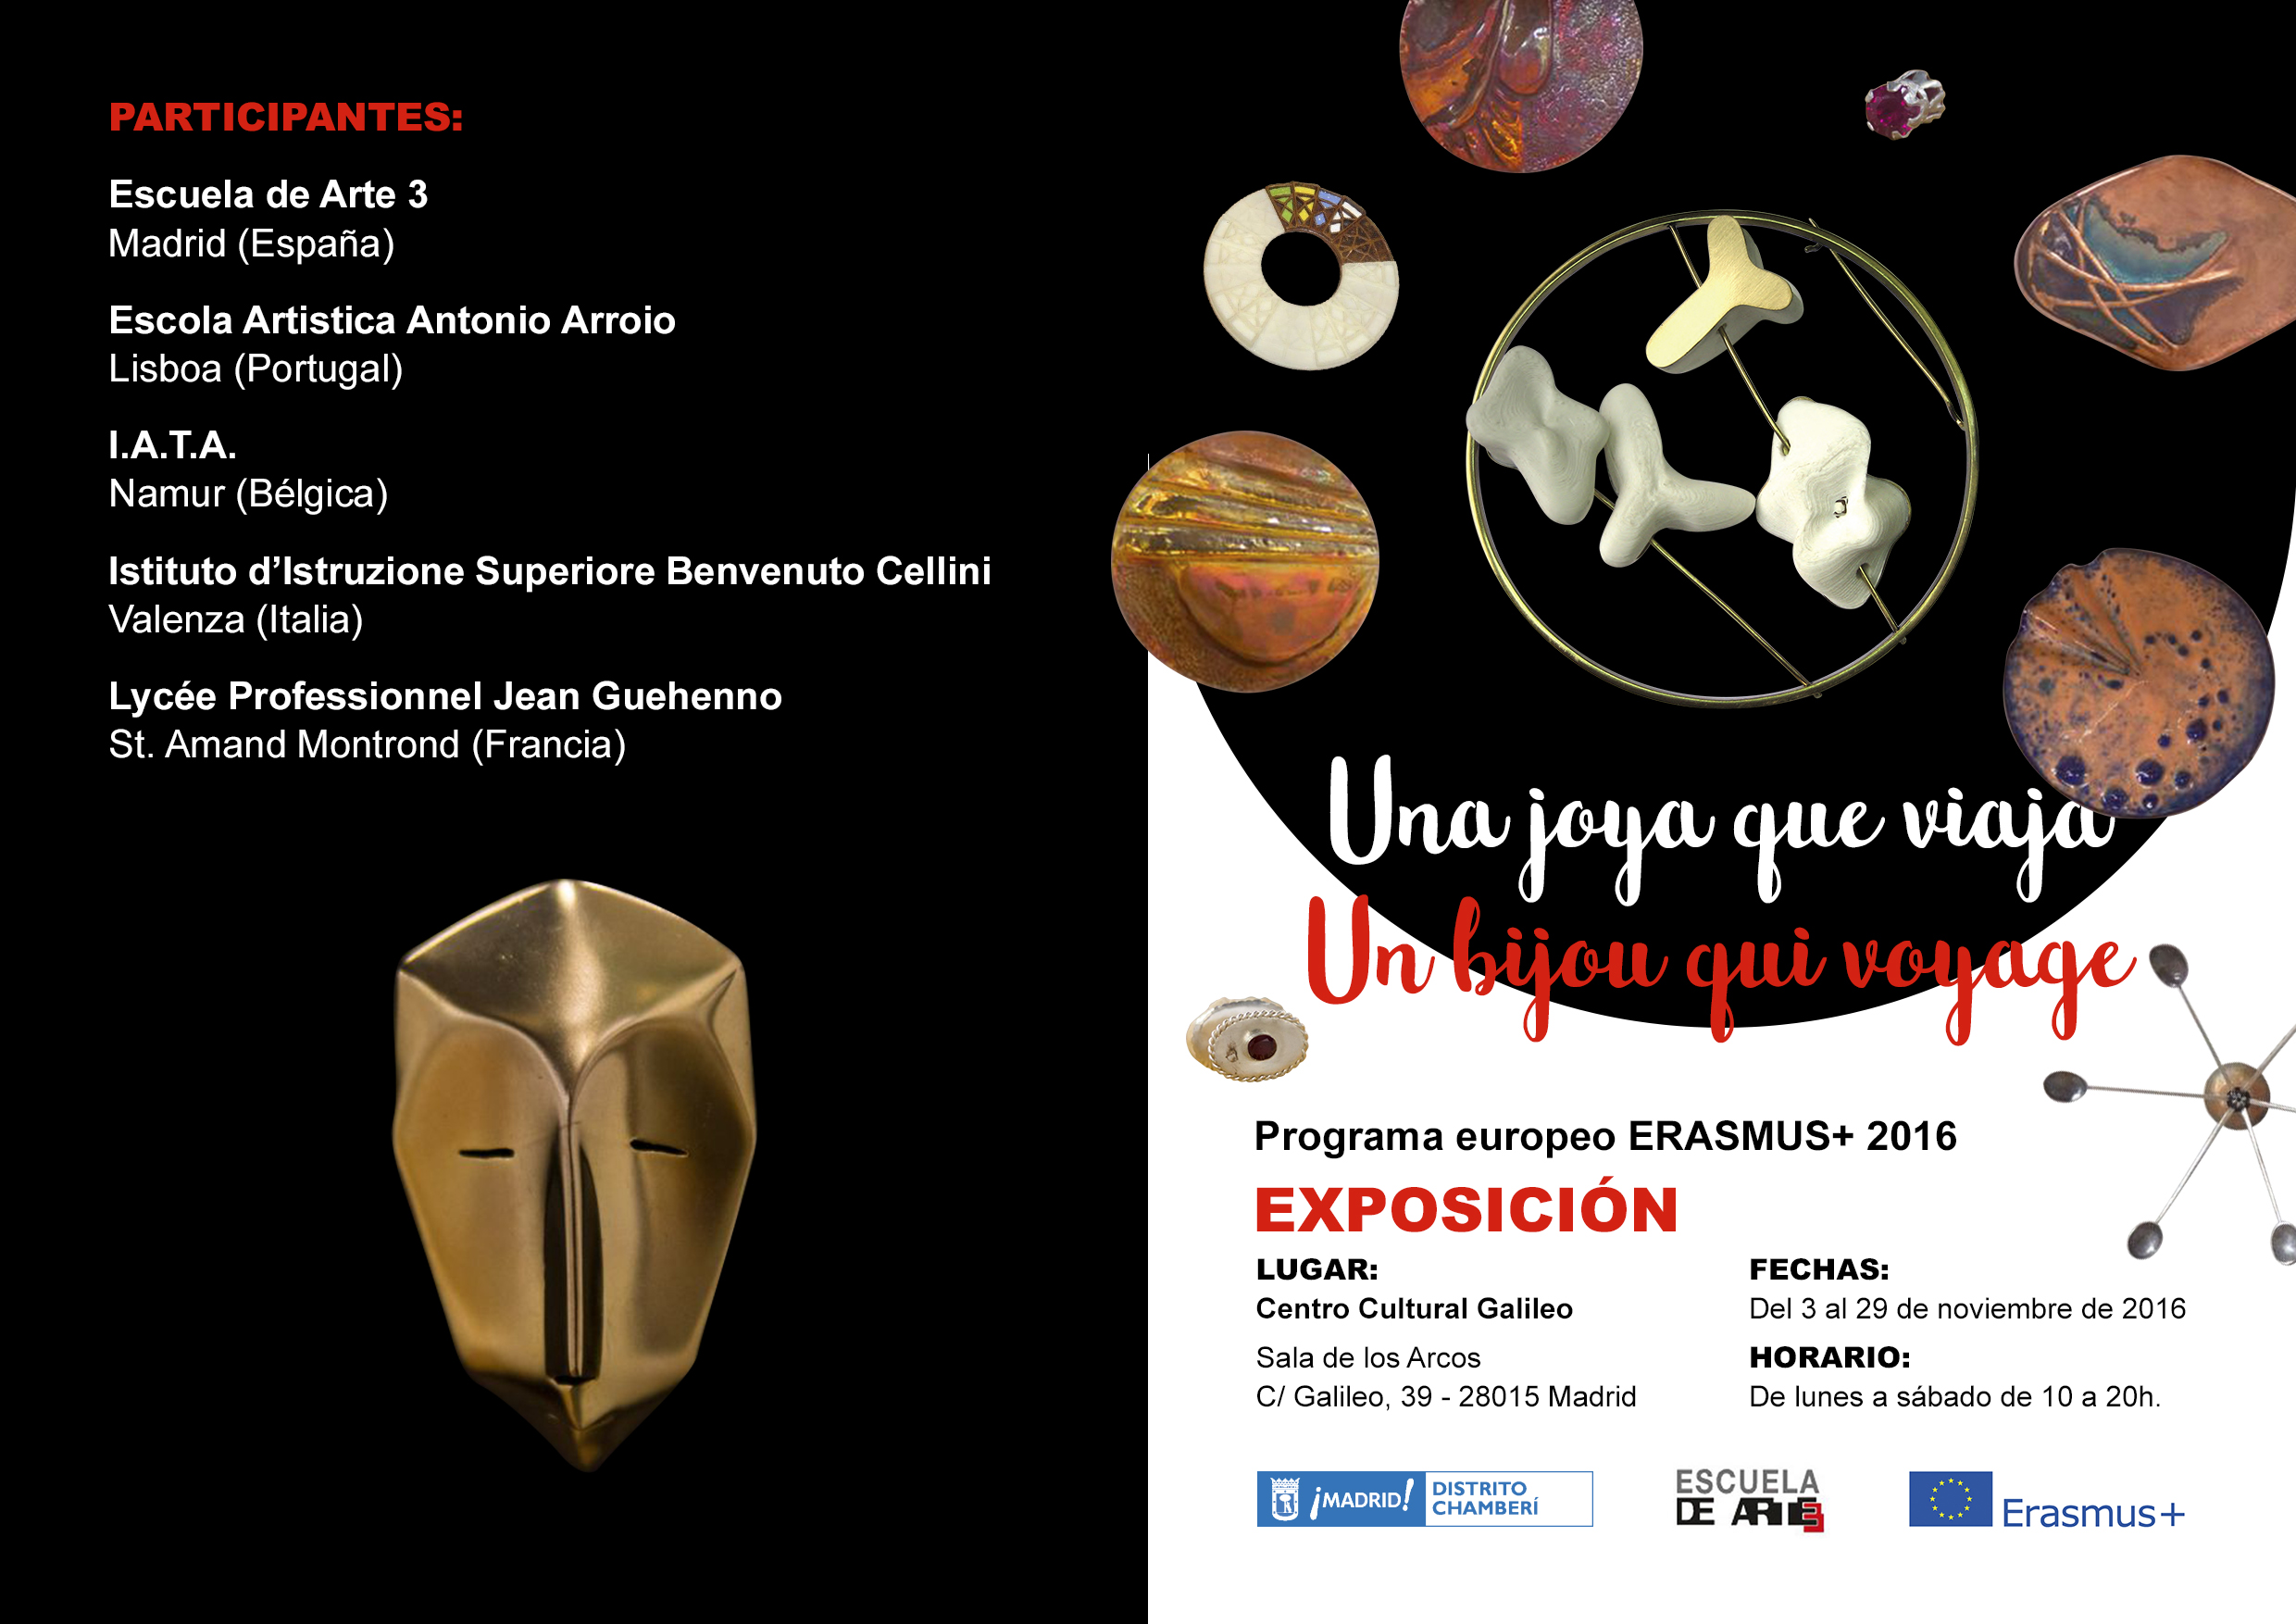 PARTICIPANTES:
Escuela de Arte 3
Madrid (España)
Escola Artistica Antonio Arroio
Lisboa (Portugal)
I.A.T.A.
Namur (Bélgica)
Istituto d’Istruzione Superiore Benvenuto Cellini
Valenza (Italia)
Lycée Professionnel Jean Guehenno
St. Amand Montrond (Francia)
Una joya que viaja
Un bijou qui voyage
Programa europeo ERASMUS+ 2016
EXPOSICIÓN
LUGAR:
Centro Cultural Galileo
Sala de los Arcos
C/ Galileo, 39 - 28015 Madrid
FECHAS:
Del 3 al 29 de noviembre de 2016
HORARIO:
De lunes a sábado de 10 a 20h.
¡MADRID!
DISTRITO
CHAMBERÍ
ESCUELA
DE ARTE3
Erasmus+